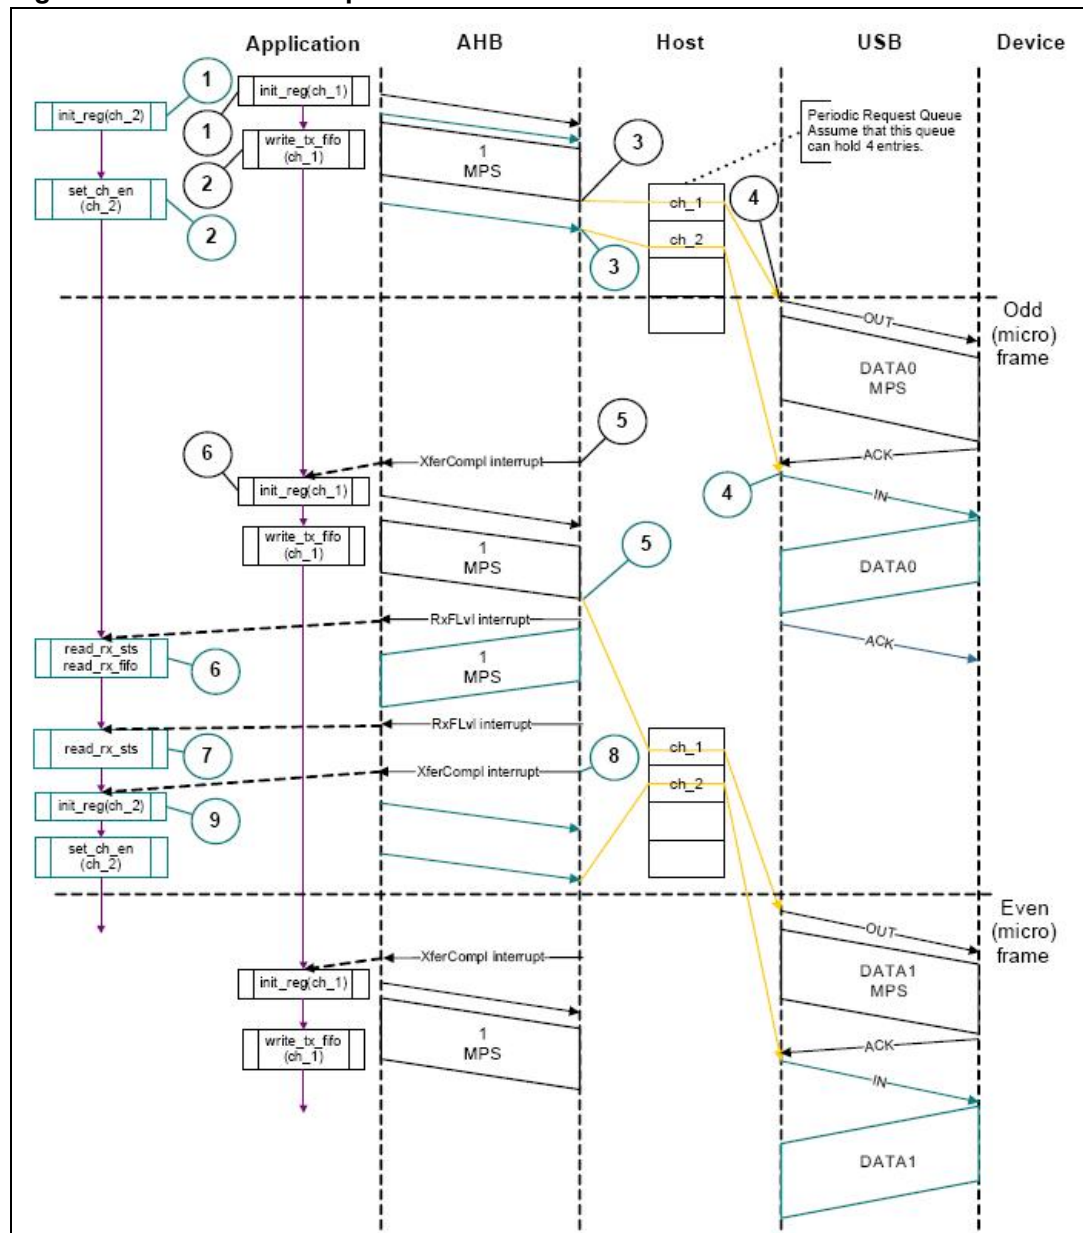 Application AHB Host USB Device
1
init_reg(ch_1)
init_reg(ch_2)
1
Periodic Request Queue
Assume that this queue
can hold 4 entries.
write_tx_fifo
(ch_1)
1
MPS
3
2
set_ch_en
(ch_2)
4
ch_1
2
ch_2
3
Odd
(micro)
frame
OUT
DATA0
MPS
5
6
XferCompl interrupt
ACK
init_reg(ch_1)
4
IN
write_tx_fifo
(ch_1)
1
MPS
5
DATA0
RxFLvl interrupt
ACK
read_rx_sts
read_rx_fifo
6
1
MPS
RxFLvl interrupt
read_rx_sts
7
ch_1
XferCompl interrupt
8
ch_2
init_reg(ch_2)
9
set_ch_en
(ch_2)
Even
(micro)
frame
OUT
XferCompl interrupt
init_reg(ch_1)
DATA1
MPS
write_tx_fifo
(ch_1)
1
MPS
ACK
IN
DATA1